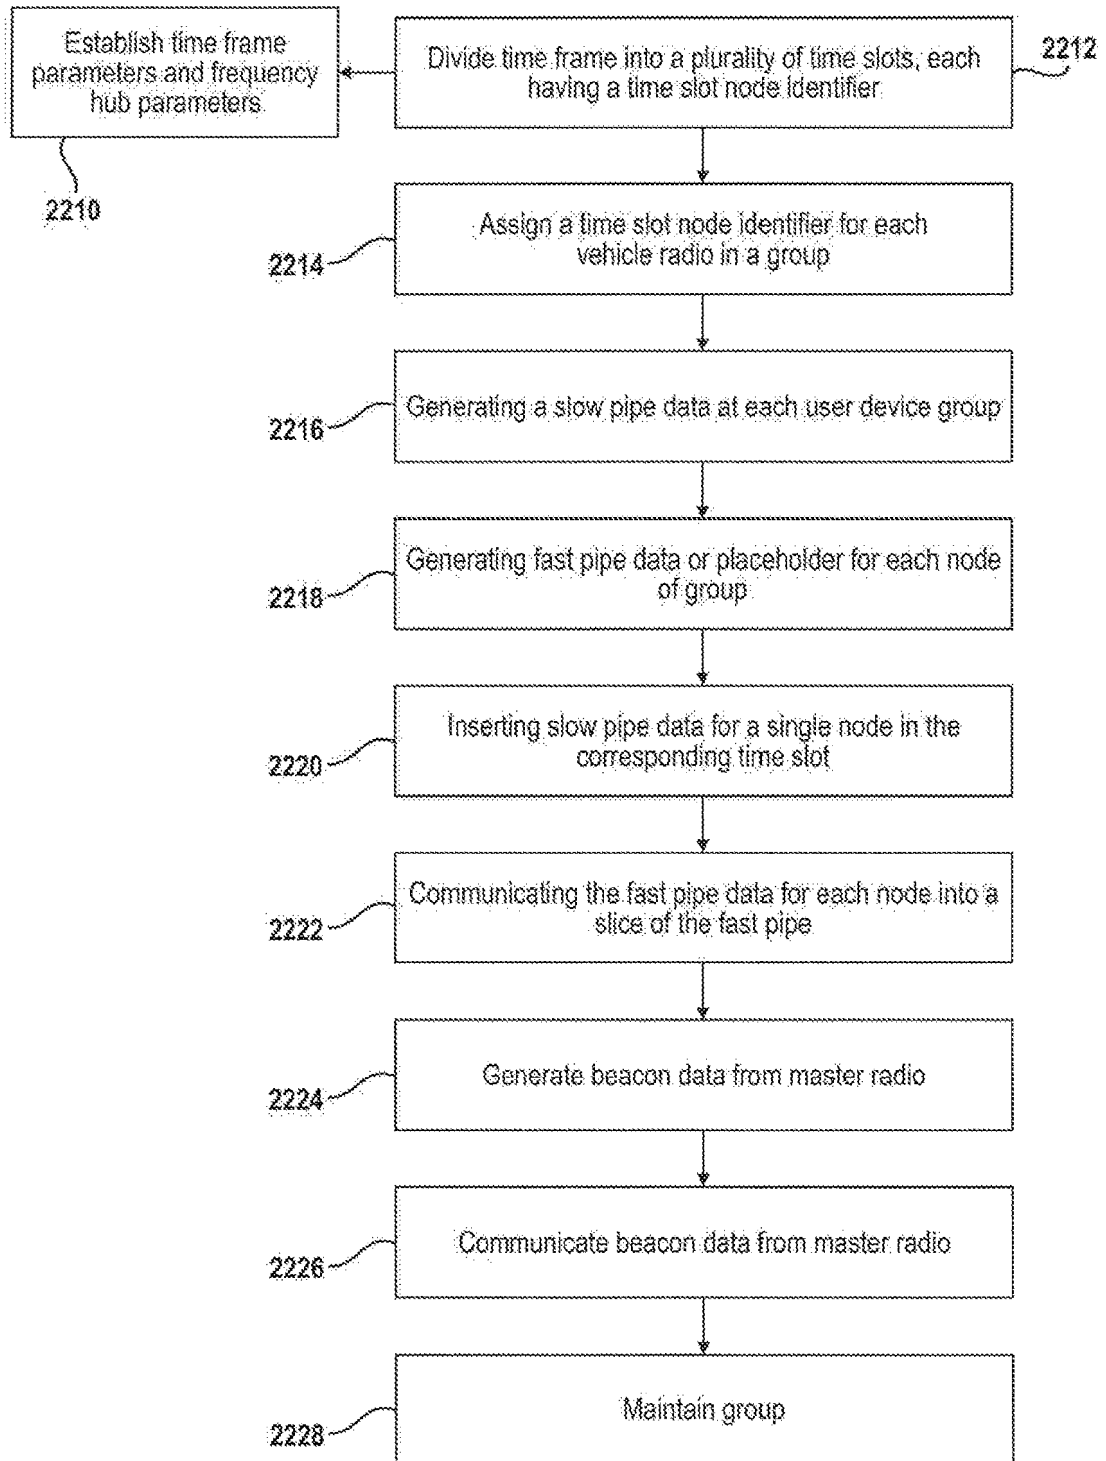 Establish time frame
parameters and frequency
hub parameters
2210
Divide time frame into a plurality of time slots, each
having a time slot node identifier
2212
Assign a time slot node identifier for each
vehicle radio in a group
2214
Generating a slow pipe data at each user device group
2216
Generating fast pipe data or placeholder for each node
of group
2218
Inserting slow pipe data for a single node in the
corresponding time slot
2220
Communicating the fast pipe data for each node into a
slice of the fast pipe
2222
Generate beacon data from master radio
2224
Communicate beacon data from master radio
2226
Maintain group
2228